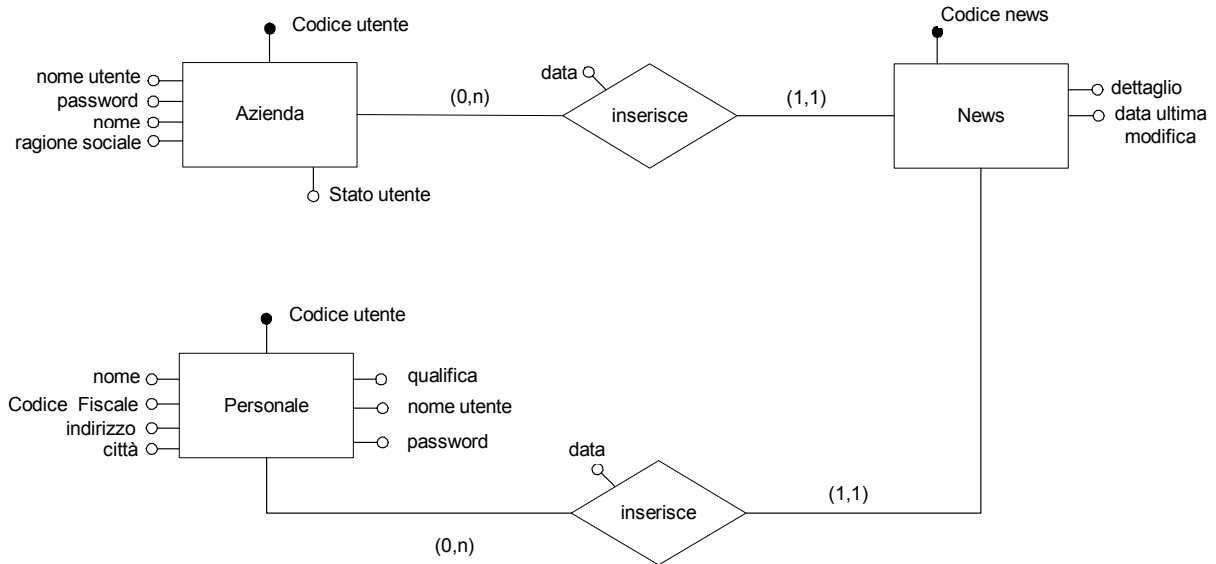 Codice utente
Codice news
nome utente
password
nome
ragione sociale
Azienda
Stato utente
(0,n)
data
inserisce
(1,1)
News
dettaglio
data ultima
modifica
Codice utente
nome
Codice Fiscale
indirizzo
città
Personale
qualifica
nome utente
password
(0,n)
data
inserisce
(1,1)